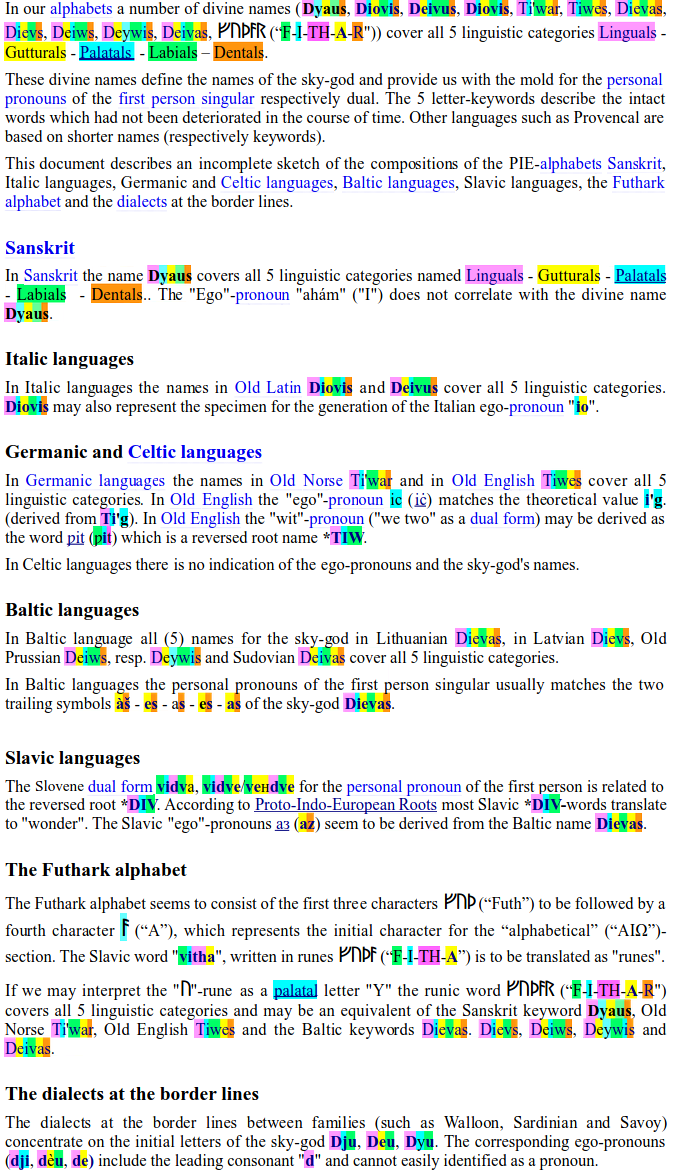 In our alphabets a number of divine names (Dyaus, Diovis, Deivus, Diovis, Ti'war, Tiwes, Dievas,
Dievs, Deiws, Deywis, Deivas, ᚠᚢᚦᚨᚱ (“F-I-TH-A-R")) cover all 5 linguistic categories Linguals -
Gutturals - Palatals - Labials – Dentals.
These divine names define the names of the sky-god and provide us with the mold for the personal
pronouns of the first person singular respectively dual. The 5 letter-keywords describe the intact
words which had not been deteriorated in the course of time. Other languages such as Provencal are
based on shorter names (respectively keywords).
This document describes an incomplete sketch of the compositions of the PIE-alphabets Sanskrit,
Italic languages, Germanic and Celtic languages, Baltic languages, Slavic languages, the Futhark
alphabet and the dialects at the border lines.
Sanskrit
In Sanskrit the name Dyaus covers all 5 linguistic categories named Linguals - Gutturals - Palatals
- Labials - Dentals.. The "Ego"-pronoun "ahám" ("I") does not correlate with the divine name
Dyaus.
Italic languages
In Italic languages the names in Old Latin Diovis and Deivus cover all 5 linguistic categories.
Diovis may also represent the specimen for the generation of the Italian ego-pronoun "io".
Germanic and Celtic languages
In Germanic languages the names in Old Norse Ti'war and in Old English Tiwes cover all 5
linguistic categories. In Old English the "ego"-pronoun ic (iċ) matches the theoretical value i'g.
(derived from Ti'g). In Old English the "wit"-pronoun ("we two" as a dual form) may be derived as
the word pit (pit) which is a reversed root name *TIW.
In Celtic languages there is no indication of the ego-pronouns and the sky-god's names.
Baltic languages
In Baltic language all (5) names for the sky-god in Lithuanian Dievas, in Latvian Dievs, Old
Prussian Deiws, resp. Deywis and Sudovian Deivas cover all 5 linguistic categories.
In Baltic languages the personal pronouns of the first person singular usually matches the two
trailing symbols àš - es - as - es - as of the sky-god Dievas.
Slavic languages
The Slovene dual form vidva, vidve/veндve for the personal pronoun of the first person is related to
the reversed root *DIV. According to Proto-Indo-European Roots most Slavic *DIV-words translate
to "wonder". The Slavic "ego"-pronouns аз (az) seem to be derived from the Baltic name Dievas.
The Futhark alphabet
The Futhark alphabet seems to consist of the first three characters ᚠᚢᚦ (“Futh”) to be followed by a
fourth character ᚨ (“A”), which represents the initial character for the “alphabetical” (“AIΩ”)-
section. The Slavic word "vitha", written in runes ᚠᚢᚦᚨ (“F-I-TH-A”) is to be translated as "runes".
If we may interpret the "ᚢ"-rune as a palatal letter "Y" the runic word ᚠᚢᚦᚨᚱ (“F-I-TH-A-R”)
covers all 5 linguistic categories and may be an equivalent of the Sanskrit keyword Dyaus, Old
Norse Ti'war, Old English Tiwes and the Baltic keywords Dievas. Dievs, Deiws, Deywis and
Deivas.
The dialects at the border lines
The dialects at the border lines between families (such as Walloon, Sardinian and Savoy)
concentrate on the initial letters of the sky-god Dju, Deu, Dyu. The corresponding ego-pronouns
(dji, dèu, de) include the leading consonant "d" and cannot easily identified as a pronoun.